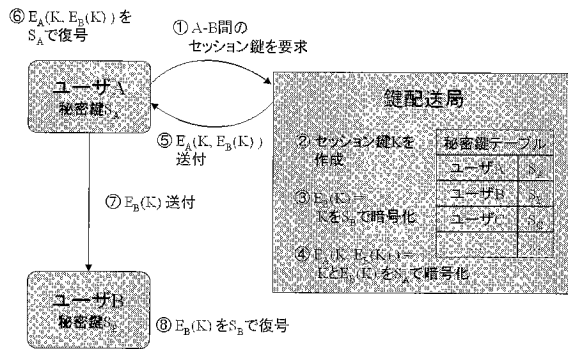 ⑥ E_A(K, E_B(K)) を
S_Aで復号
① A-B間の
セッション鍵を要求
ユーザA
秘密鍵S_A
鍵配送局
⑤ E_A(K, E_B(K))
送付
② セッション鍵Kを
作成
秘密鍵テーブル
ユーザA S_A
ユーザB S_B
ユーザC S_C
③ E_B(K)＝
KをS_Bで暗号化
④ E_A(K, E_B(K))＝
KとE_B(K)をS_Aで暗号化
⑦ E_B(K) 送付
ユーザB
秘密鍵S_B
⑧ E_B(K) をS_Bで復号